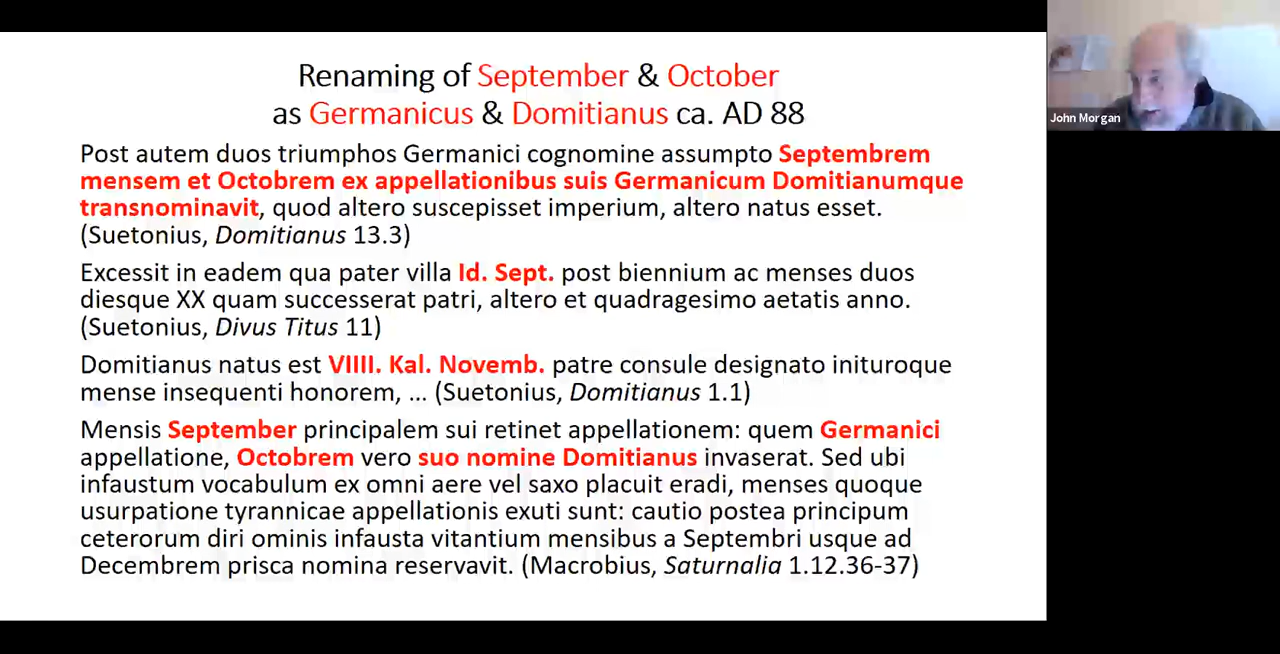 Renaming of September & October
as Germanicus & Domitianus ca. AD 88
Post autem duos triumphos Germanici cognomine assumpto Septembrem
mensem et Octobrem ex appellationibus suis Germanicum Domitianumque
transnominavit, quod altero suscepisset imperium, altero natus esset.
(Suetonius, Domitianus 13.3)
Excessit in eadem qua pater villa Id. Sept. post biennium ac menses duos
diesque XX quam successerat patri, altero et quadragesimo aetatis anno.
(Suetonius, Divus Titus 11)
Domitianus natus est VIIII. Kal. Novemb. patre consule designato inituroque
mense insequenti honorem, ... (Suetonius, Domitianus 1.1)
Mensis September principalem sui retinet appellationem: quem Germanici
appellatione, Octobrem vero suo nomine Domitianus invaserat. Sed ubi
infaustum vocabulum ex omni aere vel saxo placuit eradi, menses quoque
usurpatione tyrannicae appellationis exuti sunt: cautio postea principum
ceterorum diri ominis infausta vitantium mensibus a Septembri usque ad
Decembrem prisca nomina reservavit. (Macrobius, Saturnalia 1.12.36-37)
John Morgan